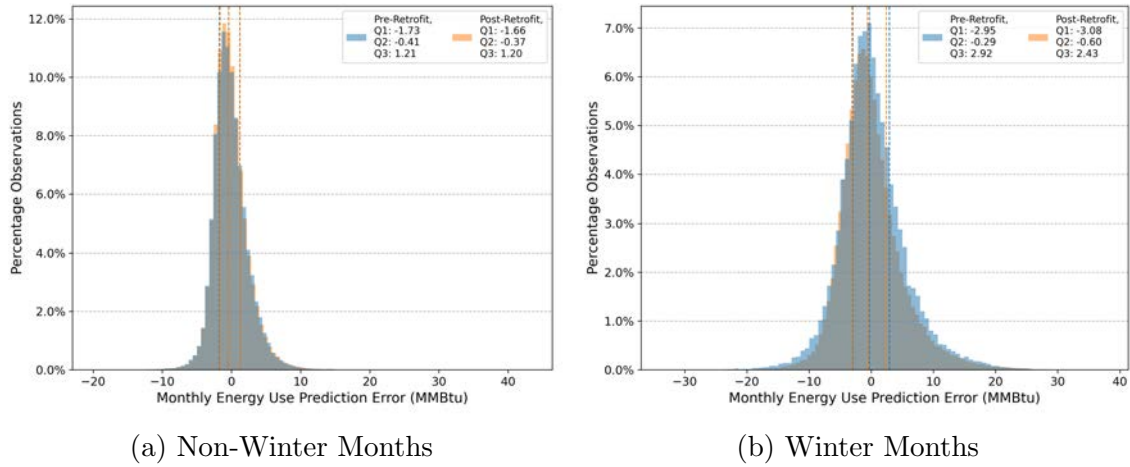 Pre-Retrofit,
Q1: -1.73
Q2: -0.41
Q3: 1.21
Post-Retrofit,
Q1: -1.66
Q2: -0.37
Q3: 1.20
12.0%
10.0%
8.0%
6.0%
4.0%
2.0%
0.0%
Percentage Observations
−20
−10
0
10
20
30
40
Monthly Energy Use Prediction Error (MMBtu)
(a) Non-Winter Months
Pre-Retrofit,
Q1: -2.95
Q2: -0.29
Q3: 2.92
Post-Retrofit,
Q1: -3.08
Q2: -0.60
Q3: 2.43
7.0%
6.0%
5.0%
4.0%
3.0%
2.0%
1.0%
0.0%
Percentage Observations
−30
−20
−10
0
10
20
30
40
Monthly Energy Use Prediction Error (MMBtu)
(b) Winter Months